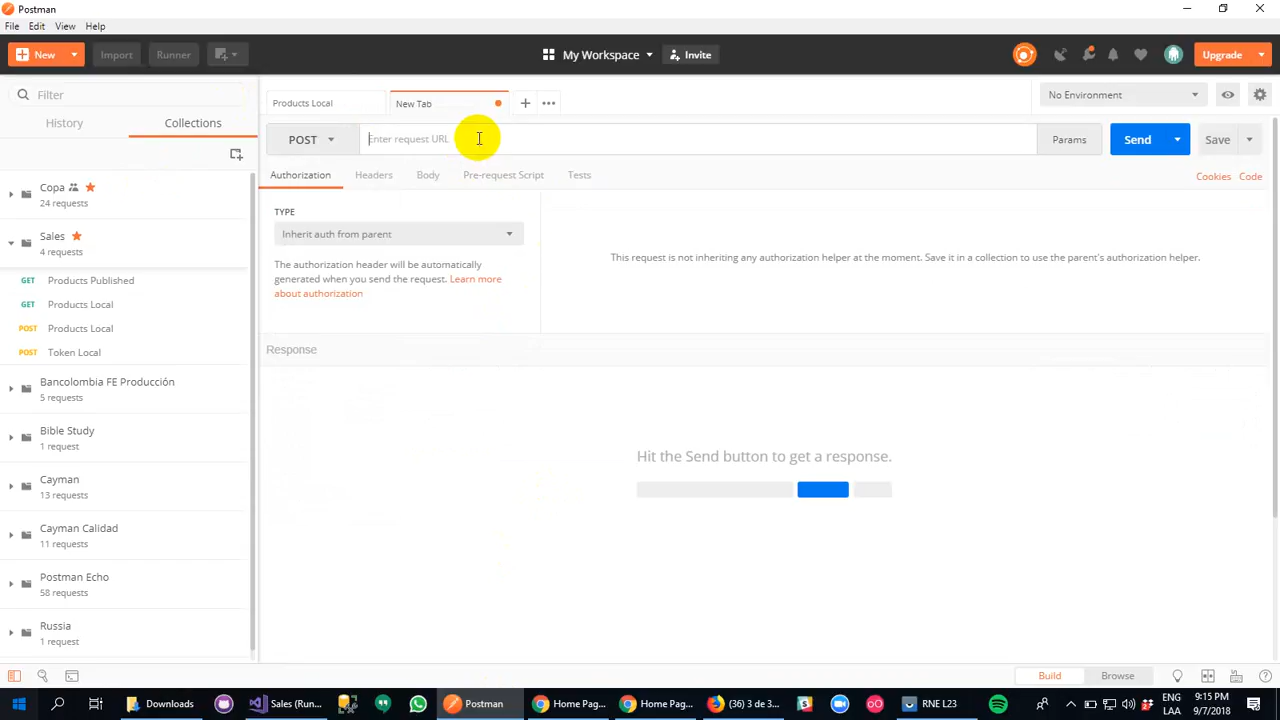 Postman
File Edit View Help
New Import Runner My Workspace Invite Upgrade
Filter
History Collections
Copa
24 requests
Sales
4 requests
GET Products Published
GET Products Local
POST Products Local
POST Token Local
Bancolombia FE Producción
5 requests
Bible Study
1 request
Cayman
13 requests
Cayman Calidad
11 requests
Postman Echo
58 requests
Russia
1 request
Products Local New Tab No Environment
POST Enter request URL Params Send Save
Authorization Headers Body Pre-request Script Tests Cookies Code
TYPE
Inherit auth from parent
The authorization header will be automatically
generated when you send the request. Learn more
about authorization
This request is not inheriting any authorization helper at the moment. Save it in a collection to use the parent's authorization helper.
Response
Hit the Send button to get a response.
Build Browse
Downloads Sales (Run... Postman Home Pag... Home Pag... (36) 3 de 3... RNE L23
ENG
LAA
9:15 PM
9/7/2018